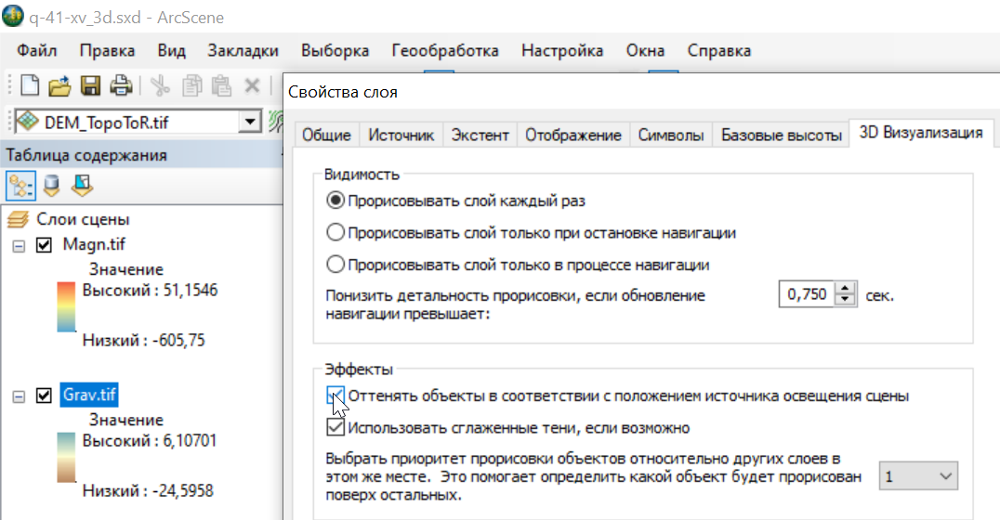 q-41-xv_3d.sxd - ArcScene
Файл Правка Вид Закладки Выборка Геообработка Настройка Окна Справка
DEM_TopoToR.tif
Таблица содержания
Слои сцены
Magn.tif
Значение
Высокий : 51,1546
Низкий : -605,75
Grav.tif
Значение
Высокий : 6,10701
Низкий : -24,5958
Свойства слоя
Общие Источник Экстент Отображение Символы Базовые высоты 3D Визуализация
Видимость
Прорисовывать слой каждый раз
Прорисовывать слой только при остановке навигации
Прорисовывать слой только в процессе навигации
Понизить детальность прорисовки, если обновление 0,750 сек.
навигации превышает:
Эффекты
Оттенять объекты в соответствии с положением источника освещения сцены
Использовать сглаженные тени, если возможно
Выбрать приоритет прорисовки объектов относительно других слоев в
этом же месте. Это помогает определить какой объект будет прорисован 1
поверх остальных.